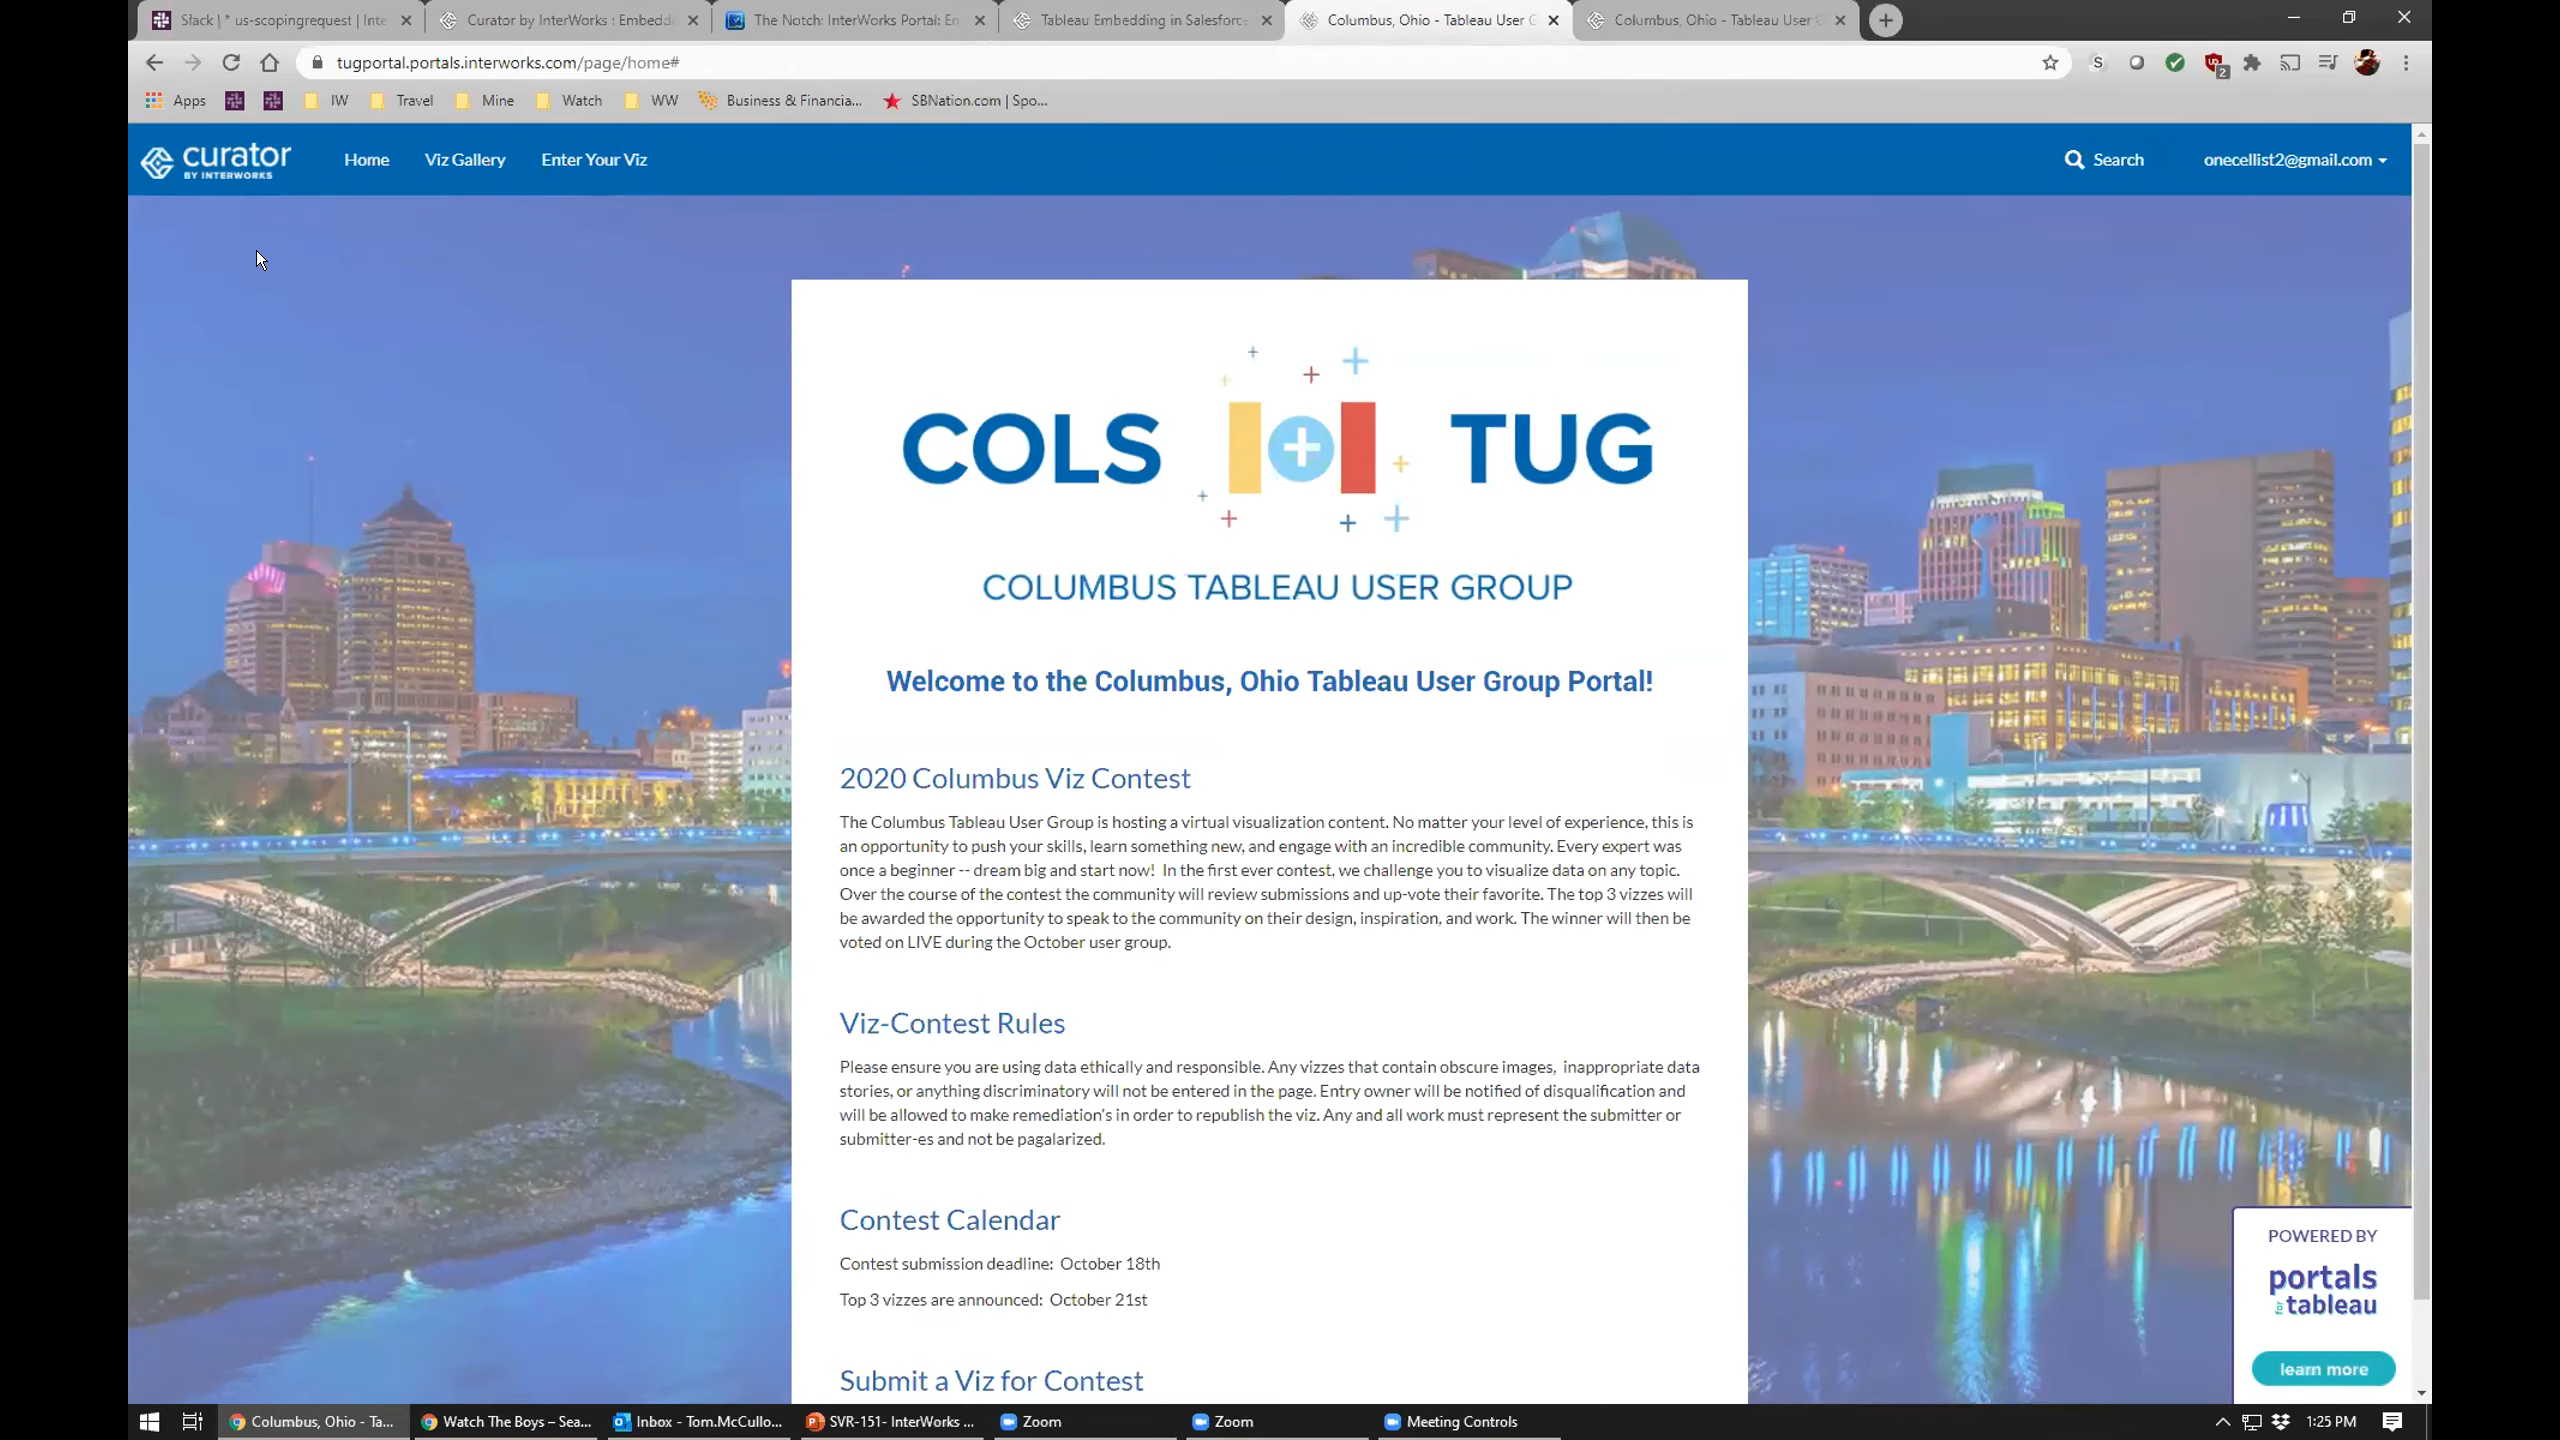 Slack | * us-scopingrequest | Inte
Curator by InterWorks : Embedd
The Notch: InterWorks Portal: Em
Tableau Embedding in Salesforce
Columbus, Ohio - Tableau User G
Columbus, Ohio - Tableau User
tugportal.portals.interworks.com/page/home#
S
2
Apps
IW
Travel
Mine
Watch
WW
Business & Financia...
SBNation.com | Spo...
curator
BY INTERWORKS
Home
Viz Gallery
Enter Your Viz
Search
onecellist2@gmail.com
COLS TUG
COLUMBUS TABLEAU USER GROUP
Welcome to the Columbus, Ohio Tableau User Group Portal!
2020 Columbus Viz Contest
The Columbus Tableau User Group is hosting a virtual visualization content. No matter your level of experience, this is
an opportunity to push your skills, learn something new, and engage with an incredible community. Every expert was
once a beginner -- dream big and start now! In the first ever contest, we challenge you to visualize data on any topic.
Over the course of the contest the community will review submissions and up-vote their favorite. The top 3 vizzes will
be awarded the opportunity to speak to the community on their design, inspiration, and work. The winner will then be
voted on LIVE during the October user group.
Viz-Contest Rules
Please ensure you are using data ethically and responsible. Any vizzes that contain obscure images, inappropriate data
stories, or anything discriminatory will not be entered in the page. Entry owner will be notified of disqualification and
will be allowed to make remediation's in order to republish the viz. Any and all work must represent the submitter or
submitter-es and not be pagalarized.
Contest Calendar
Contest submission deadline: October 18th
Top 3 vizzes are announced: October 21st
Submit a Viz for Contest
POWERED BY
portals
for tableau
learn more
Columbus, Ohio - Ta...
Watch The Boys – Sea...
Inbox - Tom.McCullo...
SVR-151- InterWorks ...
Zoom
Zoom
Meeting Controls
1:25 PM